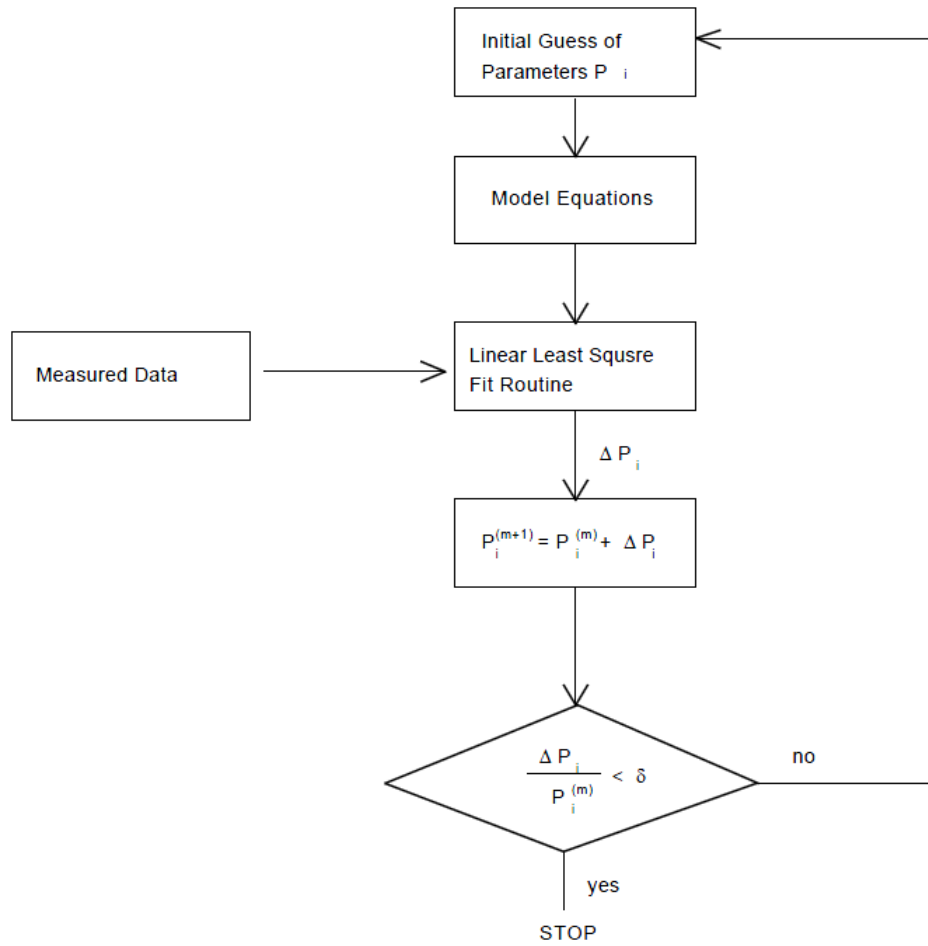 Initial Guess of
Parameters P i
Model Equations
Measured Data
Linear Least Squsre
Fit Routine
Δ P i
P i (m+1) = P i (m) + Δ P i
Δ P i
P i (m)
< δ
no
yes
STOP